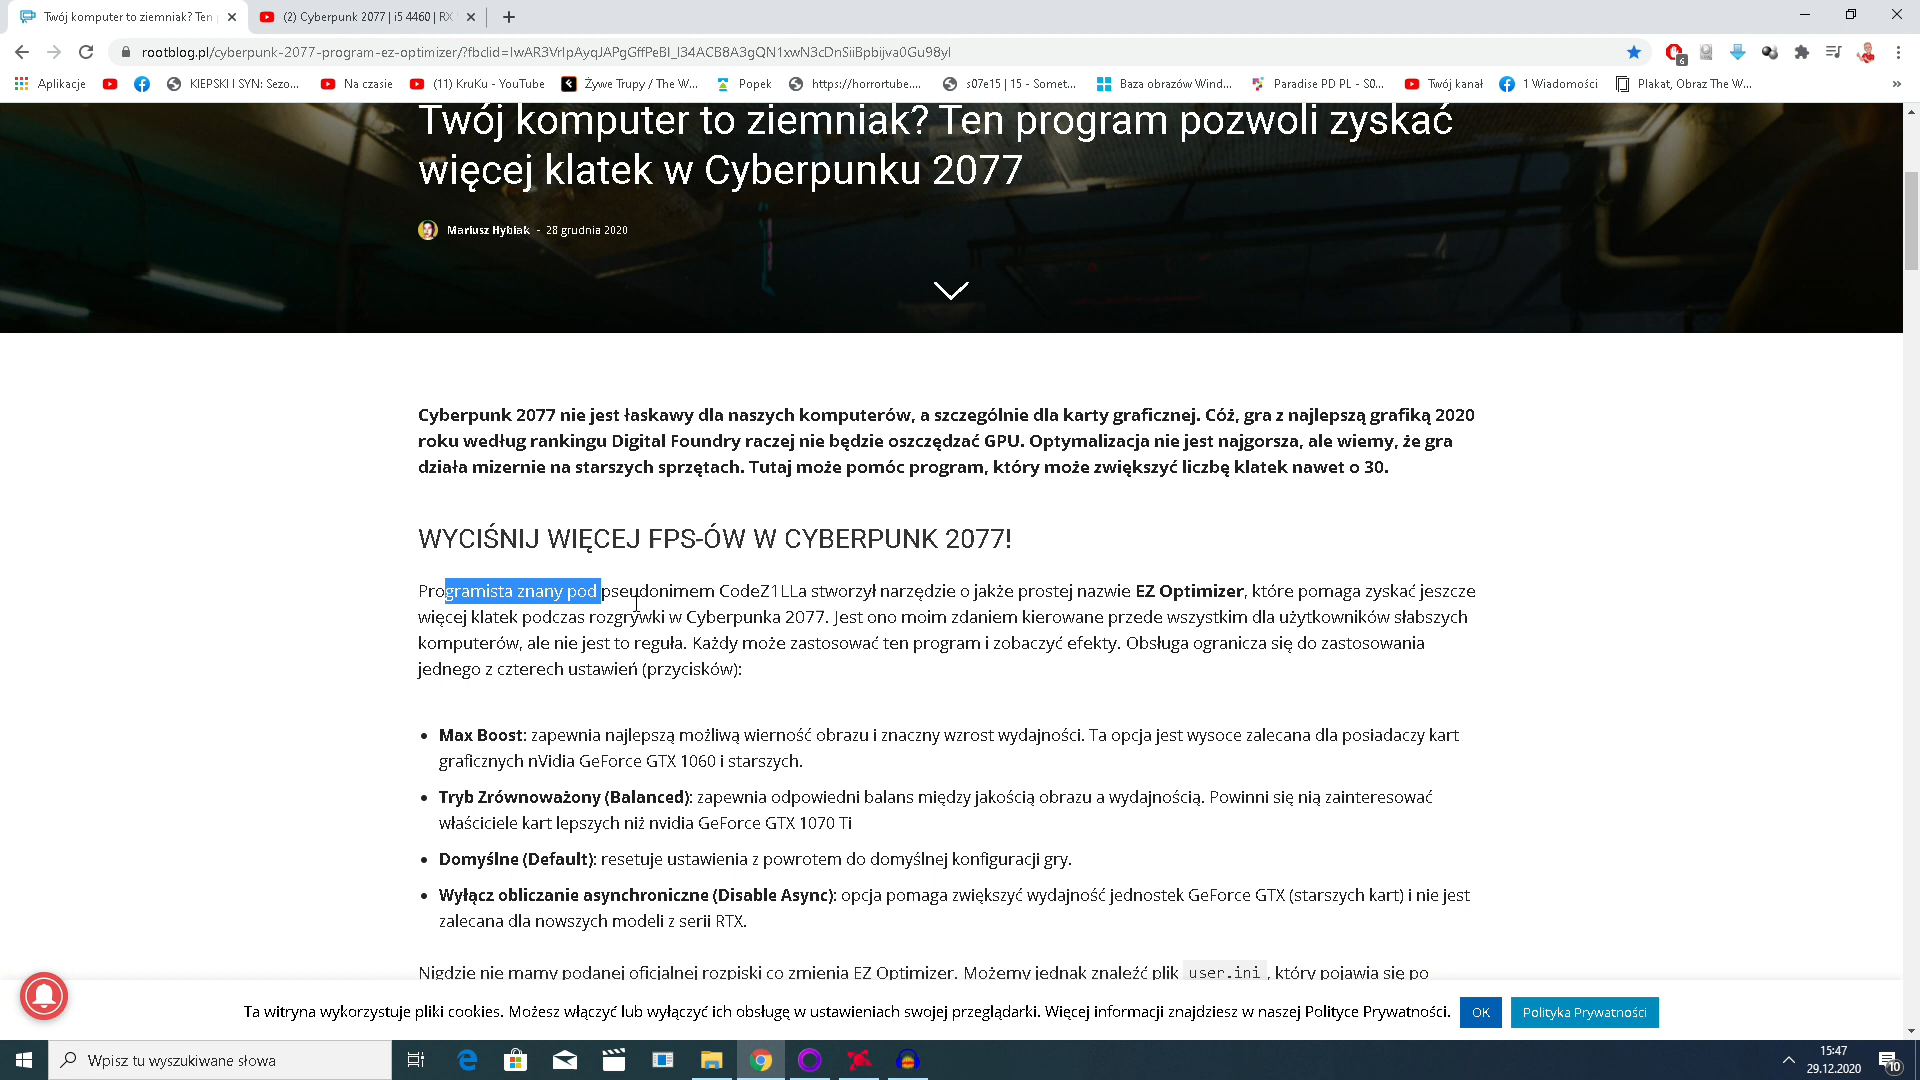 Twój komputer to ziemniak? Ten
(2) Cyberpunk 2077 | i5 4460 | RX
rootblog.pl/cyberpunk-2077-program-ez-optimizer/?fbclid=IwAR3VrIpAyqJAPgGffPeBI_I34ACB8A3gQN1xwN3cDnSiiBpbijva0Gu98yI
6
Aplikacje
KIEPSKI I SYN: Sezo...
Na czasie
(11) KruKu - YouTube
Żywe Trupy / The W...
Popek
https://horrortube....
s07e15 | 15 - Somet...
Baza obrazów Wind...
Paradise PD PL - S0...
Twój kanał
1 Wiadomości
Plakat, Obraz The W...
Twój komputer to ziemniak? Ten program pozwoli zyskać
więcej klatek w Cyberpunku 2077
Mariusz Hybiak - 28 grudnia 2020
Cyberpunk 2077 nie jest łaskawy dla naszych komputerów, a szczególnie dla karty graficznej. Cóż, gra z najlepszą grafiką 2020
roku według rankingu Digital Foundry raczej nie będzie oszczędzać GPU. Optymalizacja nie jest najgorsza, ale wiemy, że gra
działa mizernie na starszych sprzętach. Tutaj może pomóc program, który może zwiększyć liczbę klatek nawet o 30.
WYCIŚNIJ WIĘCEJ FPS-ÓW W CYBERPUNK 2077!
Programista znany pod pseudonimem CodeZ1LLa stworzył narzędzie o jakże prostej nazwie EZ Optimizer, które pomaga zyskać jeszcze
więcej klatek podczas rozgrywki w Cyberpunka 2077. Jest ono moim zdaniem kierowane przede wszystkim dla użytkowników słabszych
komputerów, ale nie jest to reguła. Każdy może zastosować ten program i zobaczyć efekty. Obsługa ogranicza się do zastosowania
jednego z czterech ustawień (przycisków):
• Max Boost: zapewnia najlepszą możliwą wierność obrazu i znaczny wzrost wydajności. Ta opcja jest wysoce zalecana dla posiadaczy kart
graficznych nVidia GeForce GTX 1060 i starszych.
• Tryb Zrównoważony (Balanced): zapewnia odpowiedni balans między jakością obrazu a wydajnością. Powinni się nią zainteresować
właściciele kart lepszych niż nvidia GeForce GTX 1070 Ti
• Domyślne (Default): resetuje ustawienia z powrotem do domyślnej konfiguracji gry.
• Wyłącz obliczanie asynchroniczne (Disable Async): opcja pomaga zwiększyć wydajność jednostek GeForce GTX (starszych kart) i nie jest
zalecana dla nowszych modeli z serii RTX.
Nigdzie nie mamy podanej oficjalnej rozpiski co zmienia EZ Optimizer. Możemy jednak znaleźć plik user.ini, który pojawia się po
Ta witryna wykorzystuje pliki cookies. Możesz włączyć lub wyłączyć ich obsługę w ustawieniach swojej przeglądarki. Więcej informacji znajdziesz w naszej Polityce Prywatności.
OK
Polityka Prywatności
Wpisz tu wyszukiwane słowa
15:47
29.12.2020
10